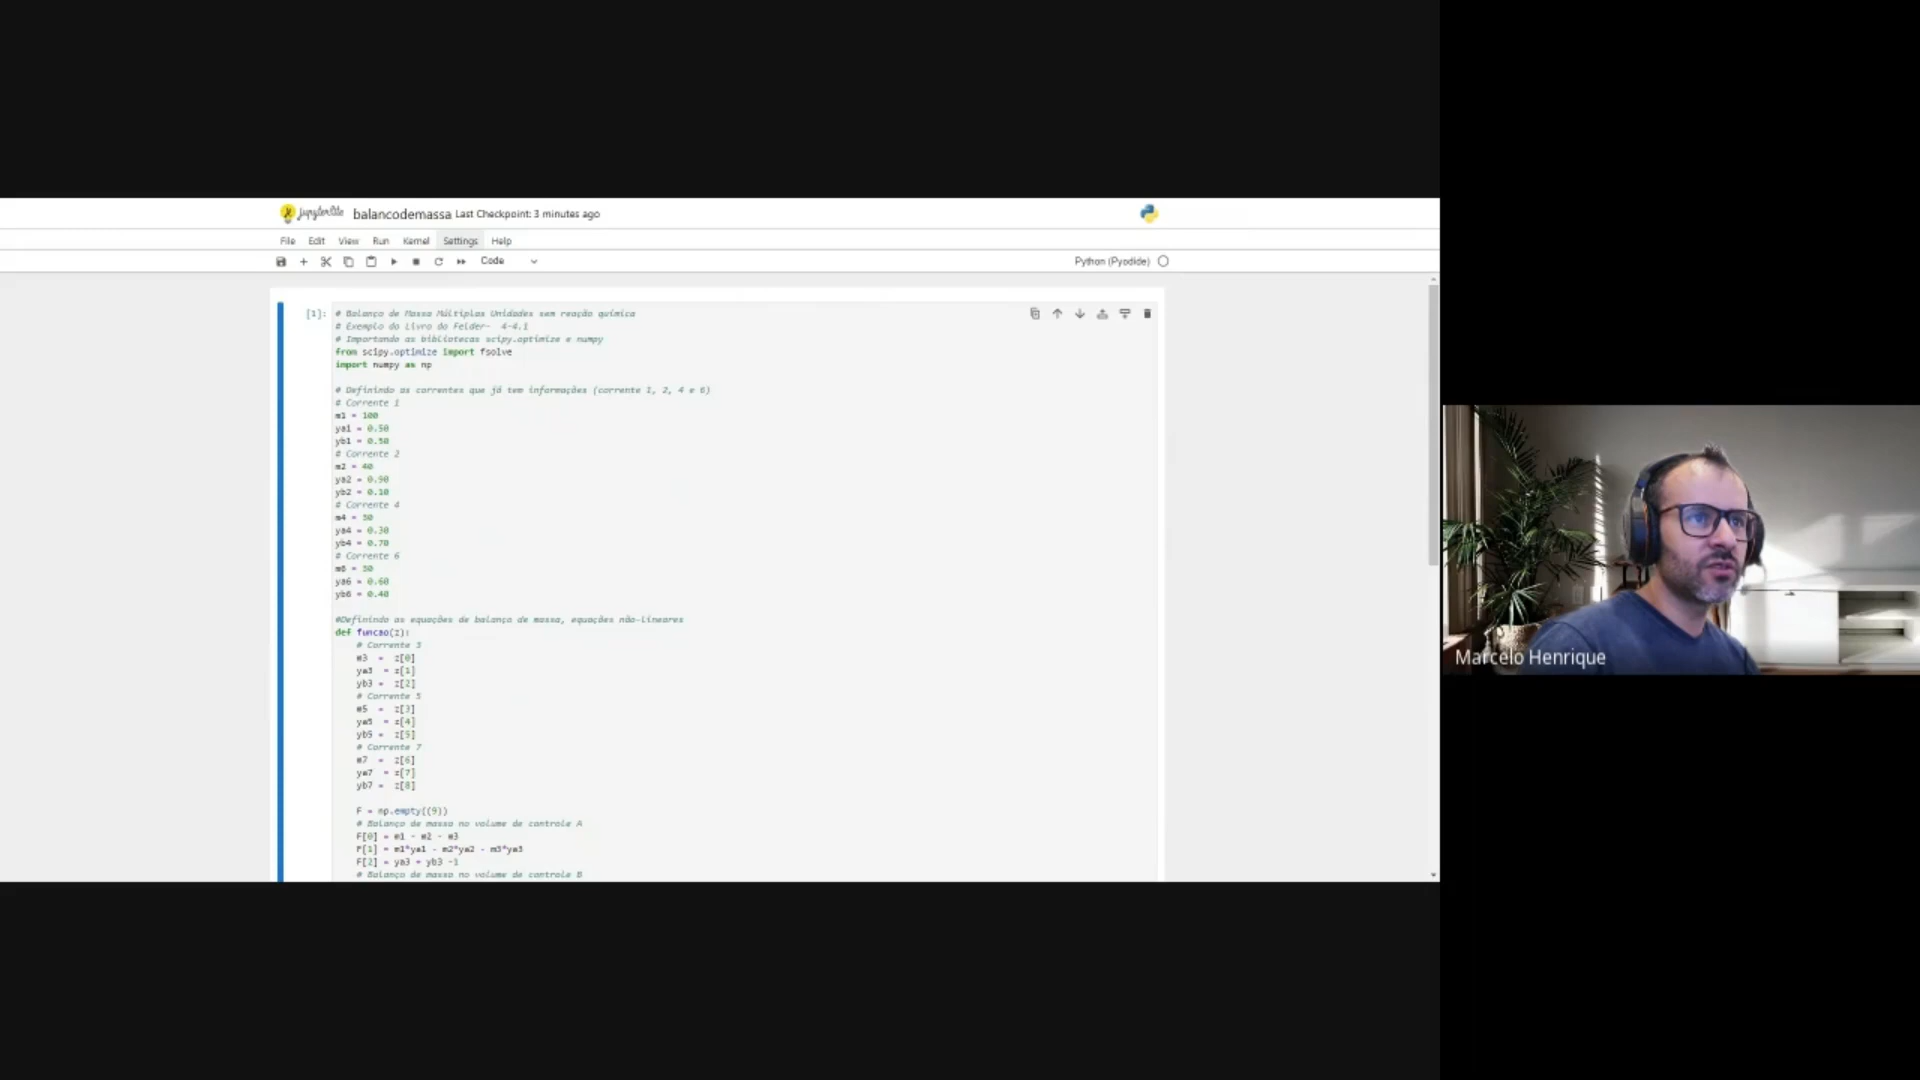 jupyterlite balancodemassa Last Checkpoint: 3 minutes ago
File Edit View Run Kernel Settings Help
Code
Python (Pyodide)
[1]:
# Balanço de Massa Múltiplas Unidades sem reação química
# Exemplo do Livro do Felder- 4-4.1
# Importando as bibliotecas scipy.optimize e numpy
from scipy.optimize import fsolve
import numpy as np
# Definindo as correntes que já tem informações (corrente 1, 2, 4 e 6)
# Corrente 1
m1 = 100
ya1 = 0.50
yb1 = 0.50
# Corrente 2
m2 = 40
ya2 = 0.90
yb2 = 0.10
# Corrente 4
m4 = 30
ya4 = 0.30
yb4 = 0.70
# Corrente 6
m6 = 30
ya6 = 0.60
yb6 = 0.40
#Definindo as equações de balanço de massa, equações não-lineares
def funcao(z):
# Corrente 3
m3 = z[0]
ya3 = z[1]
yb3 = z[2]
# Corrente 5
m5 = z[3]
ya5 = z[4]
yb5 = z[5]
# Corrente 7
m7 = z[6]
ya7 = z[7]
yb7 = z[8]
F = np.empty((9))
# Balanço de massa no volume de controle A
F[0] = m1 - m2 - m3
F[1] = m1*ya1 - m2*ya2 - m3*ya3
F[2] = ya3 + yb3 -1
# Balanço de massa no volume de controle B
Marcelo Henrique